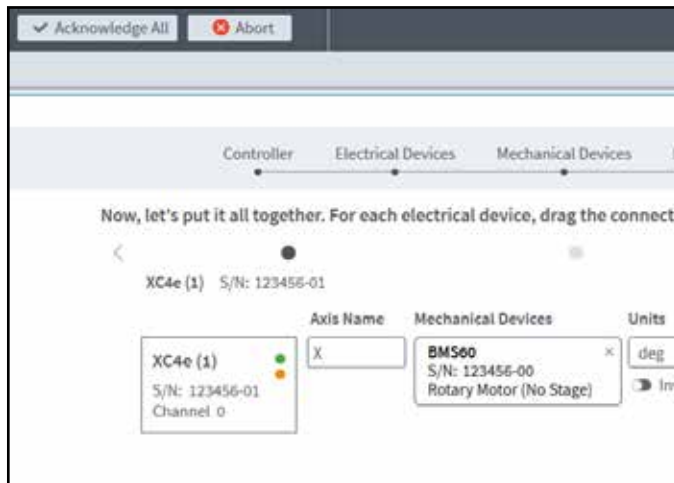 Acknowledge All Abort
Controller Electrical Devices Mechanical Devices
Now, let's put it all together. For each electrical device, drag the connect
XC4e (1) S/N: 123456-01
Axis Name Mechanical Devices Units
XC4e (1)
S/N: 123456-01
Channel 0
X
BMS60
S/N: 123456-00
Rotary Motor (No Stage)
deg
In